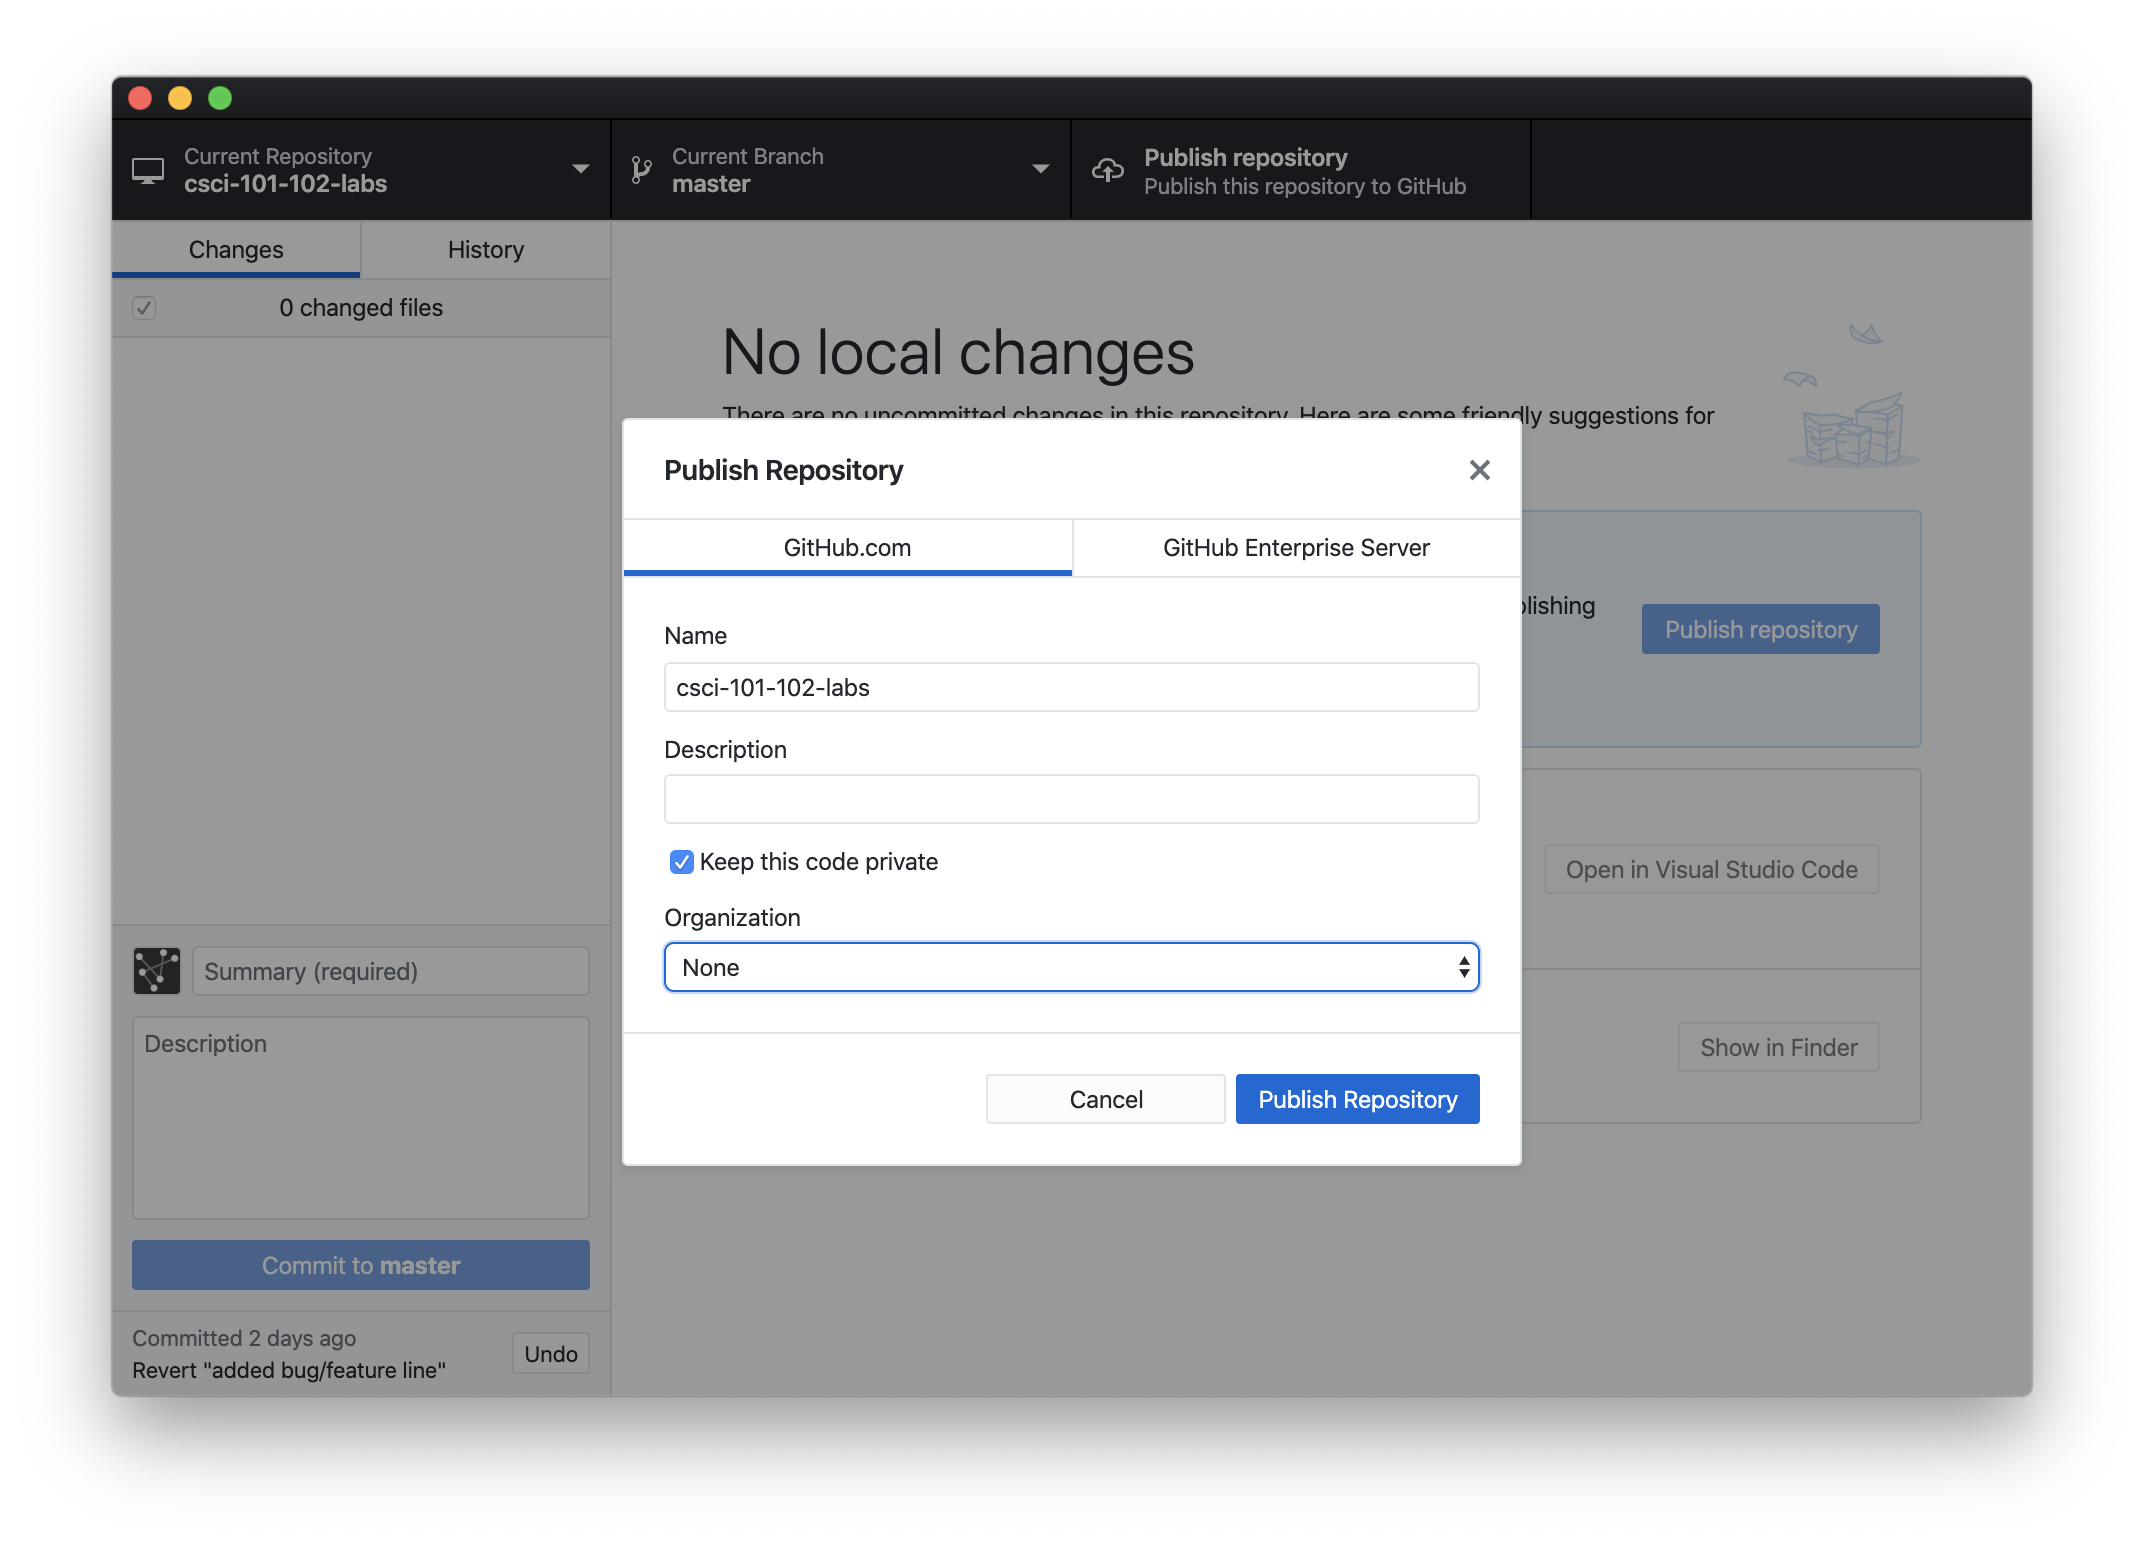 Current Repository
csci-101-102-labs
Current Branch
master
Publish repository
Publish this repository to GitHub
Changes
History
0 changed files
No local changes
There are no uncommitted changes in this repository. Here are some friendly suggestions for
Publish Repository
GitHub.com
GitHub Enterprise Server
Name
csci-101-102-labs
Description
Keep this code private
Organization
None
Cancel
Publish Repository
Publish repository
Open in Visual Studio Code
Show in Finder
Summary (required)
Description
Commit to master
Committed 2 days ago
Revert "added bug/feature line"
Undo